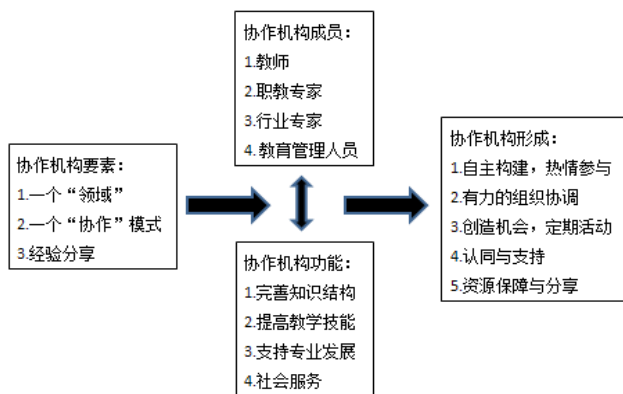 协作机构要素：
1.一个“领域”
2.一个“协作”模式
3.经验分享
协作机构成员：
1.教师
2.职教专家
3.行业专家
4.教育管理人员
协作机构功能：
1.完善知识结构
2.提高教学技能
3.支持专业发展
4.社会服务
协作机构形成：
1.自主构建，热情参与
2.有力的组织协调
3.创造机会，定期活动
4.认同与支持
5.资源保障与分享